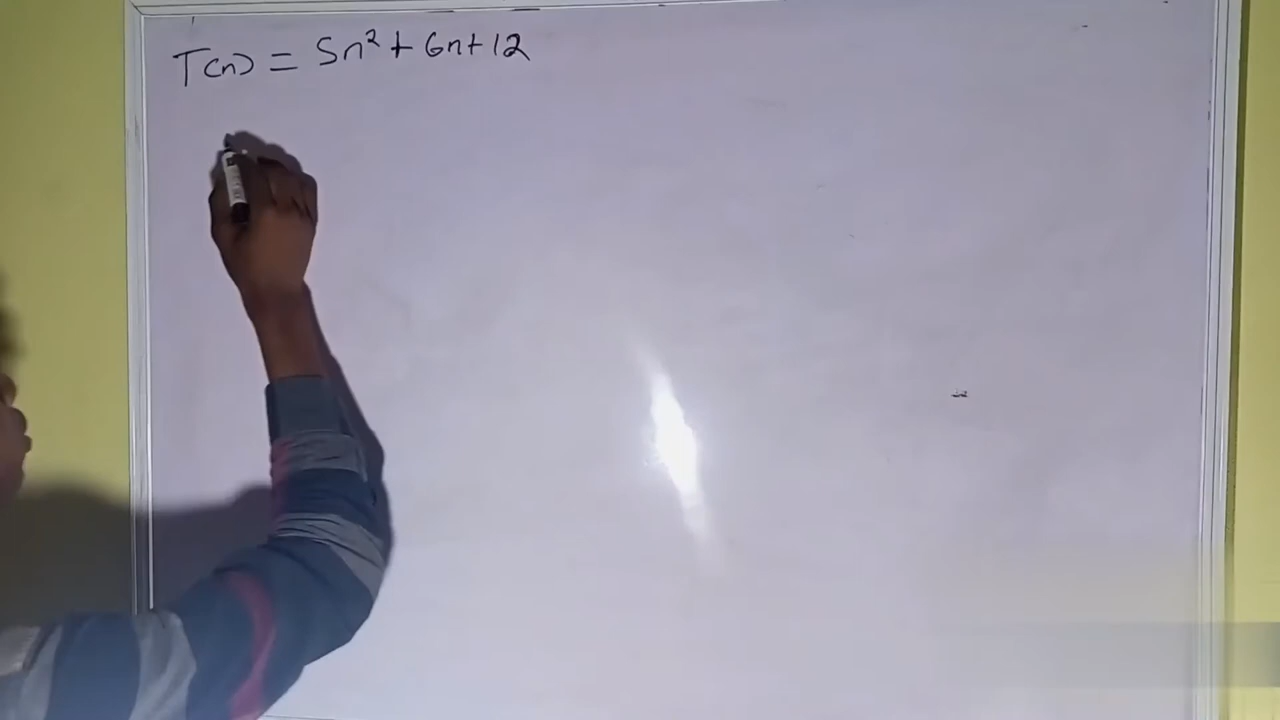 T(n) = 5n² + 6n + 12